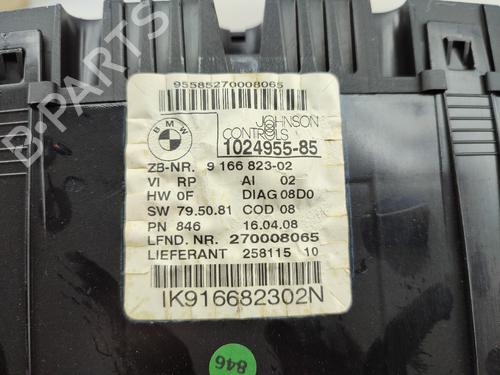 95585270008065
BMW
JOHNSON
CONTROLS
1024955-85
ZB-NR. 9 166 823-02
VI RP AI 02
HW 0F DIAG 08D0
SW 79.50.81 COD 08
PN 846 16.04.08
LFND. NR. 270008065
LIEFERANT 258115 10
IK916682302N
846
B-PARTS